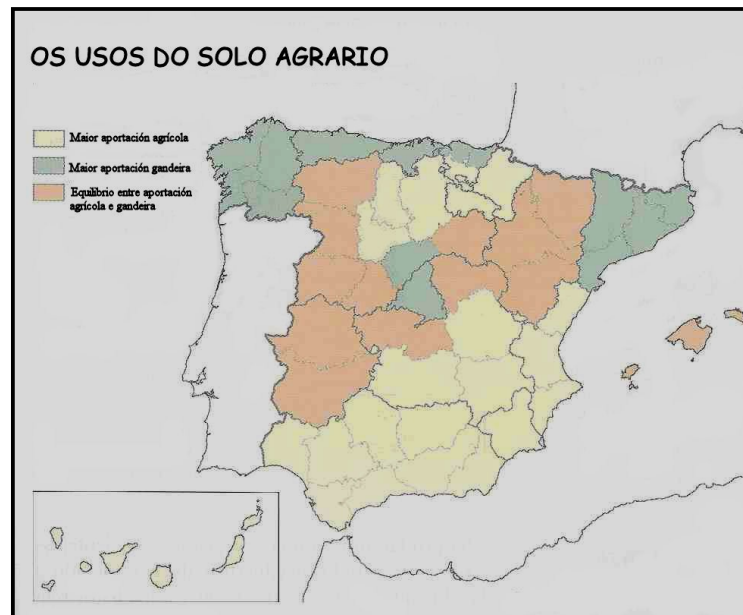 OS USOS DO SOLO AGRARIO
Maior aportación agrícola
Maior aportación gandeira
Equilibrio entre aportación
agrícola e gandeira